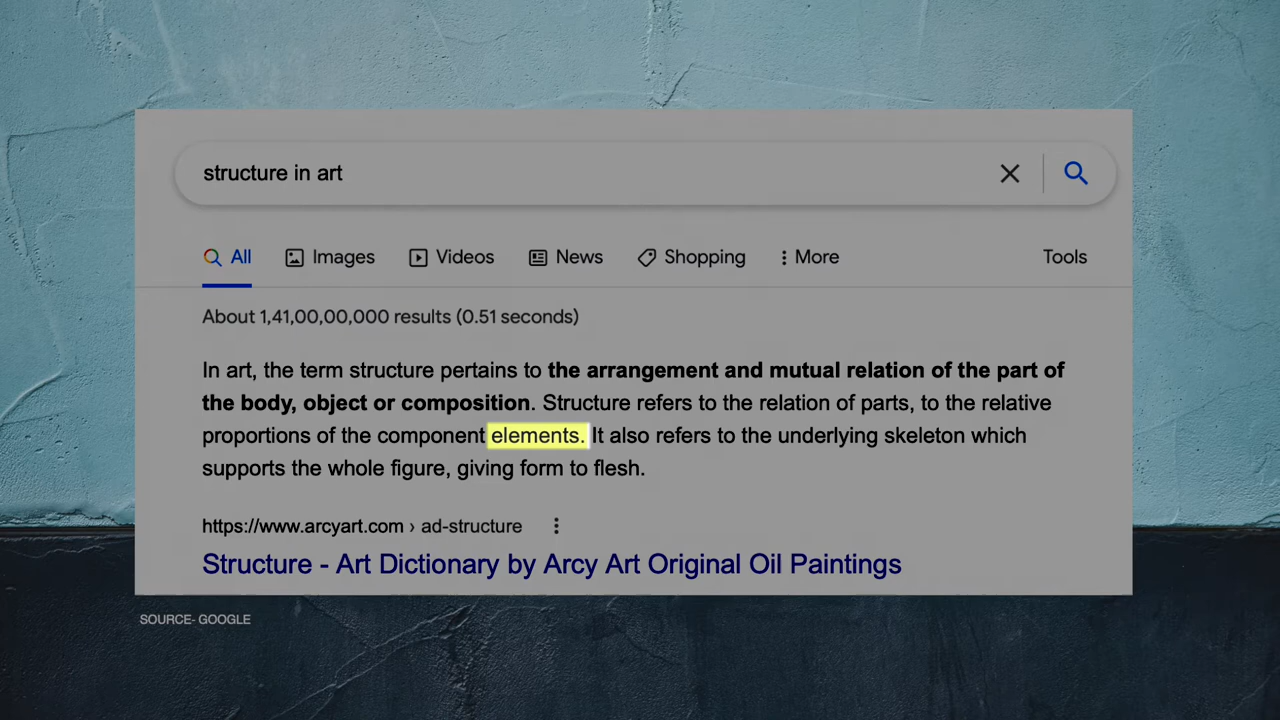 structure in art
All Images Videos News Shopping More Tools
About 1,41,00,00,000 results (0.51 seconds)
In art, the term structure pertains to the arrangement and mutual relation of the part of
the body, object or composition. Structure refers to the relation of parts, to the relative
proportions of the component elements. It also refers to the underlying skeleton which
supports the whole figure, giving form to flesh.
https://www.arcyart.com › ad-structure
Structure - Art Dictionary by Arcy Art Original Oil Paintings
SOURCE- GOOGLE